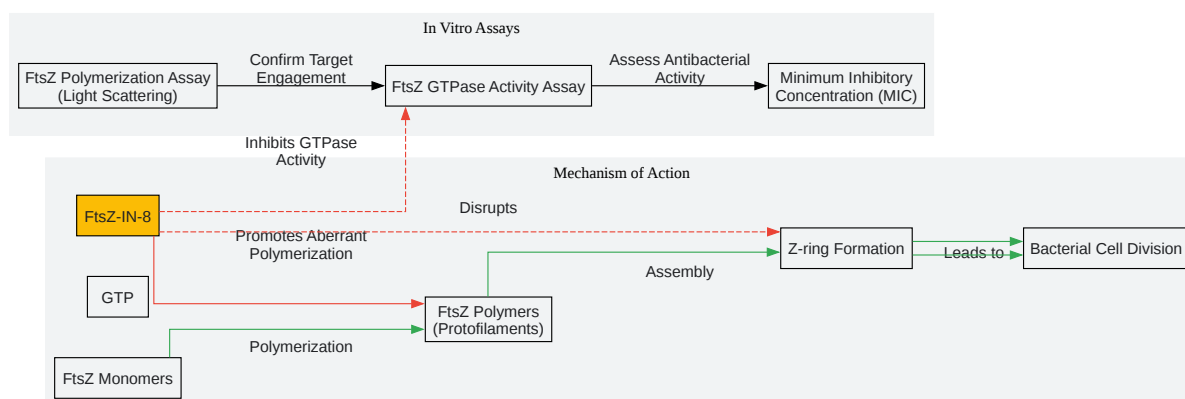 In Vitro Assays
FtsZ Polymerization Assay
(Light Scattering)
Confirm Target
Engagement
FtsZ GTPase Activity Assay
Assess Antibacterial
Activity
Minimum Inhibitory
Concentration (MIC)
Inhibits GTPase
Activity
Mechanism of Action
FtsZ-IN-8
Disrupts
Promotes Aberrant
Polymerization
Z-ring Formation
Leads to
Bacterial Cell Division
Assembly
GTP
FtsZ Polymers
(Protofilaments)
Polymerization
FtsZ Monomers